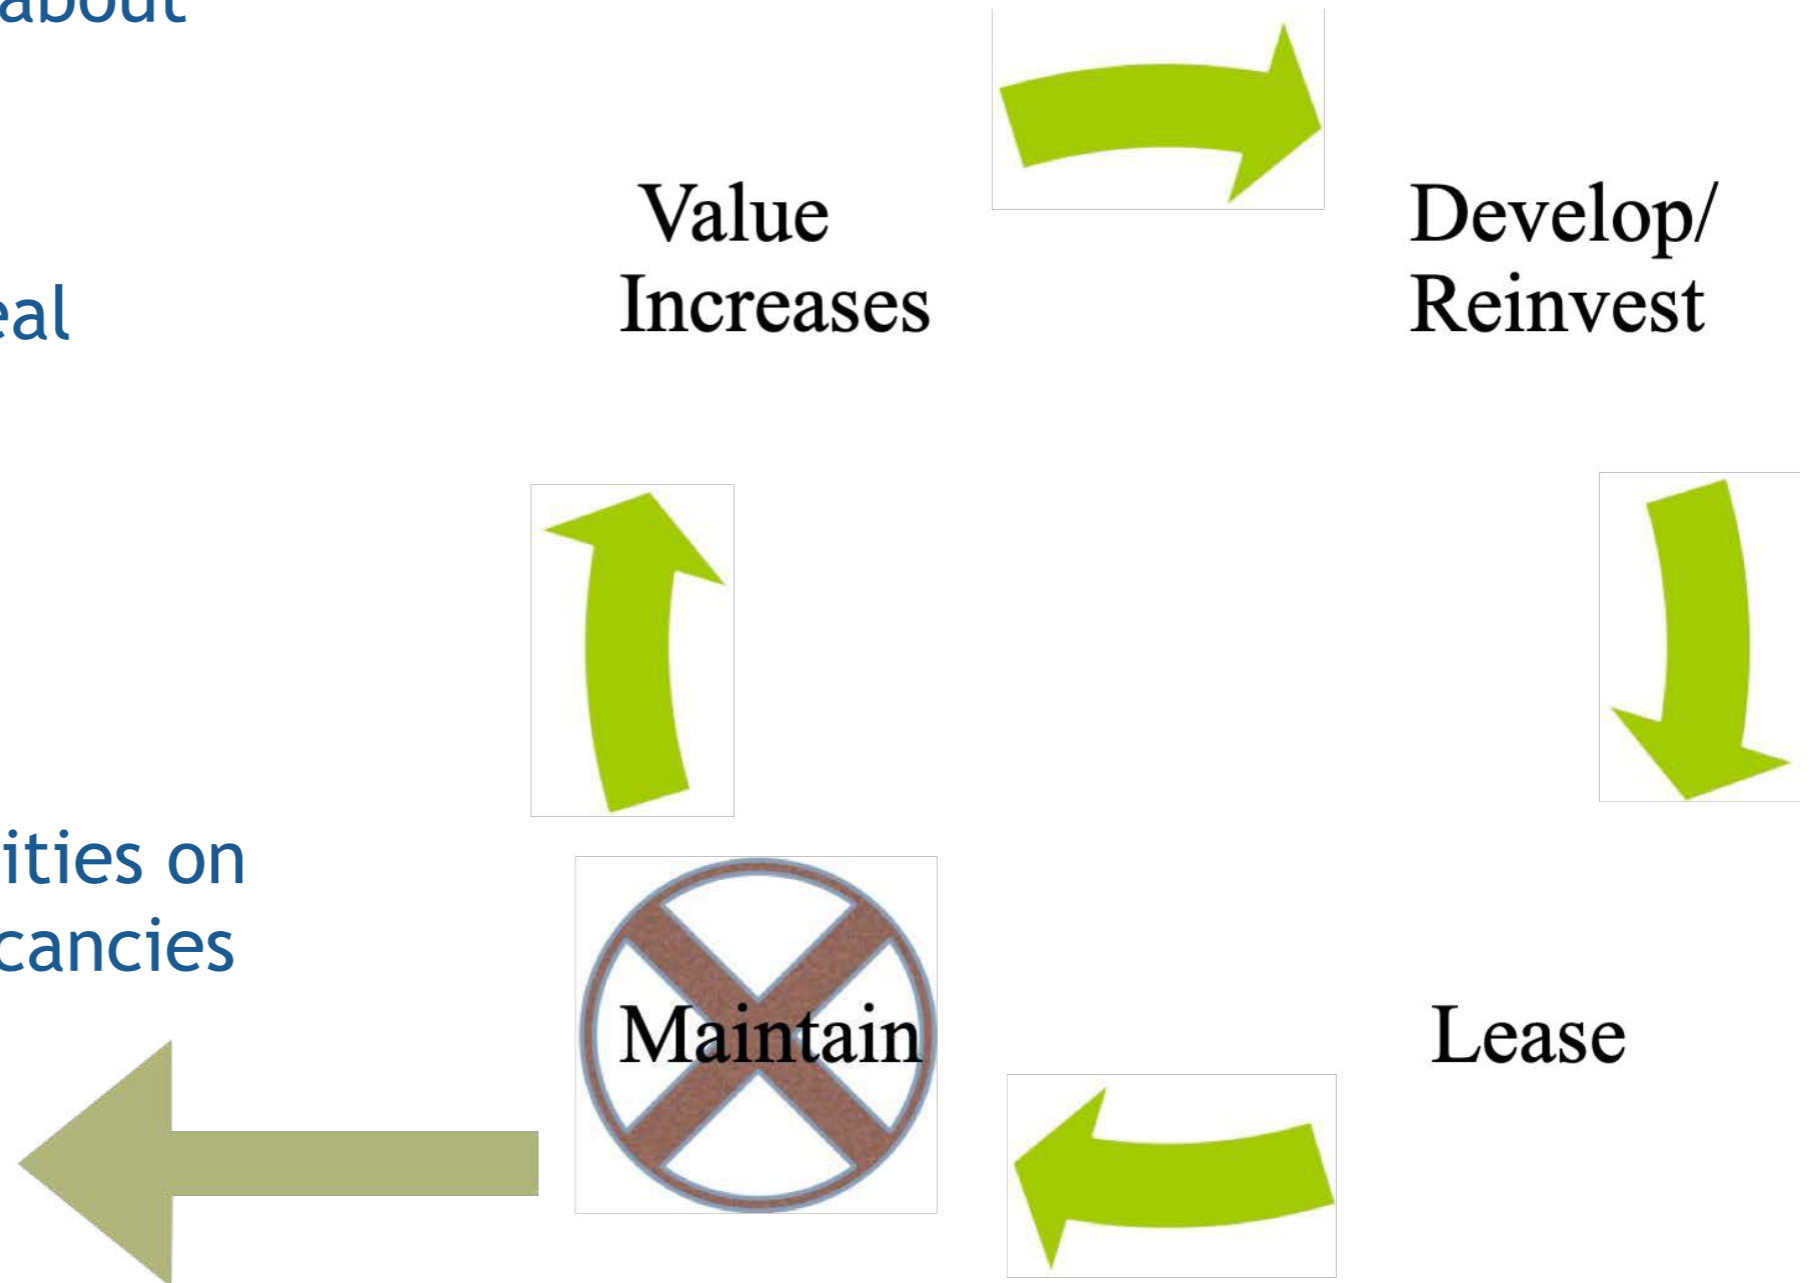 about
eal
ities on
cancies
Value
Increases
Develop/
Reinvest
Maintain
Lease